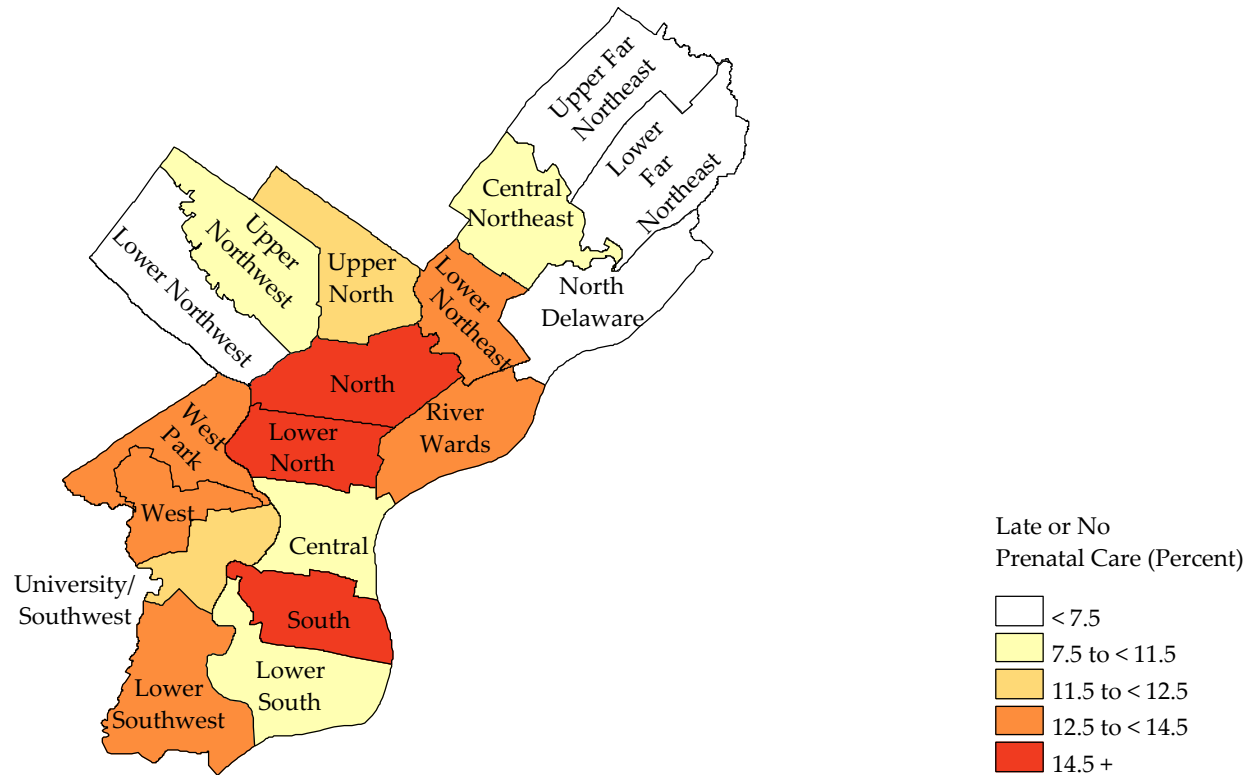 Upper Far
Northeast
Lower
Far
Northeast
Central
Northeast
Upper
Northwest
Lower Northwest
Upper
North
Lower
Northeast
North
Delaware
North
River
Wards
Lower
North
West
Park
West
Central
University/
Southwest
South
Lower
South
Lower
Southwest
Late or No
Prenatal Care (Percent)
< 7.5
7.5 to < 11.5
11.5 to < 12.5
12.5 to < 14.5
14.5 +